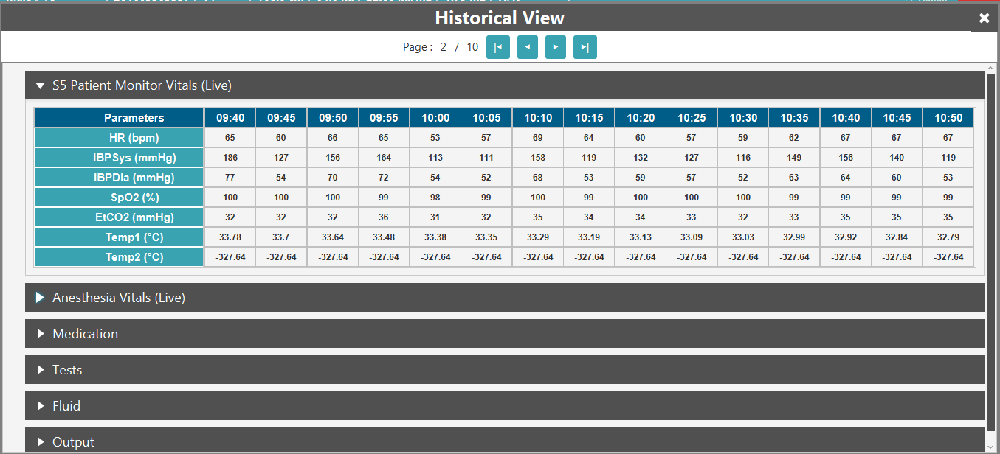 Historical View
Page : 2 / 10
S5 Patient Monitor Vitals (Live)
Parameters 09:40 09:45 09:50 09:55 10:00 10:05 10:10 10:15 10:20 10:25 10:30 10:35 10:40 10:45 10:50
HR (bpm) 65 60 66 65 53 57 69 64 60 57 59 62 67 67 67
IBPSys (mmHg) 186 127 156 164 113 111 158 119 132 127 116 149 156 140 119
IBPDia (mmHg) 77 54 70 72 54 52 68 53 59 57 52 63 64 60 53
SpO2 (%) 100 100 100 99 98 99 100 99 100 100 100 99 99 99 99
EtCO2 (mmHg) 32 32 32 36 31 32 35 34 34 33 32 33 35 35 35
Temp1 (°C) 33.78 33.7 33.64 33.48 33.38 33.35 33.29 33.19 33.13 33.09 33.03 32.99 32.92 32.84 32.79
Temp2 (°C) -327.64 -327.64 -327.64 -327.64 -327.64 -327.64 -327.64 -327.64 -327.64 -327.64 -327.64 -327.64 -327.64 -327.64 -327.64
Anesthesia Vitals (Live)
Medication
Tests
Fluid
Output